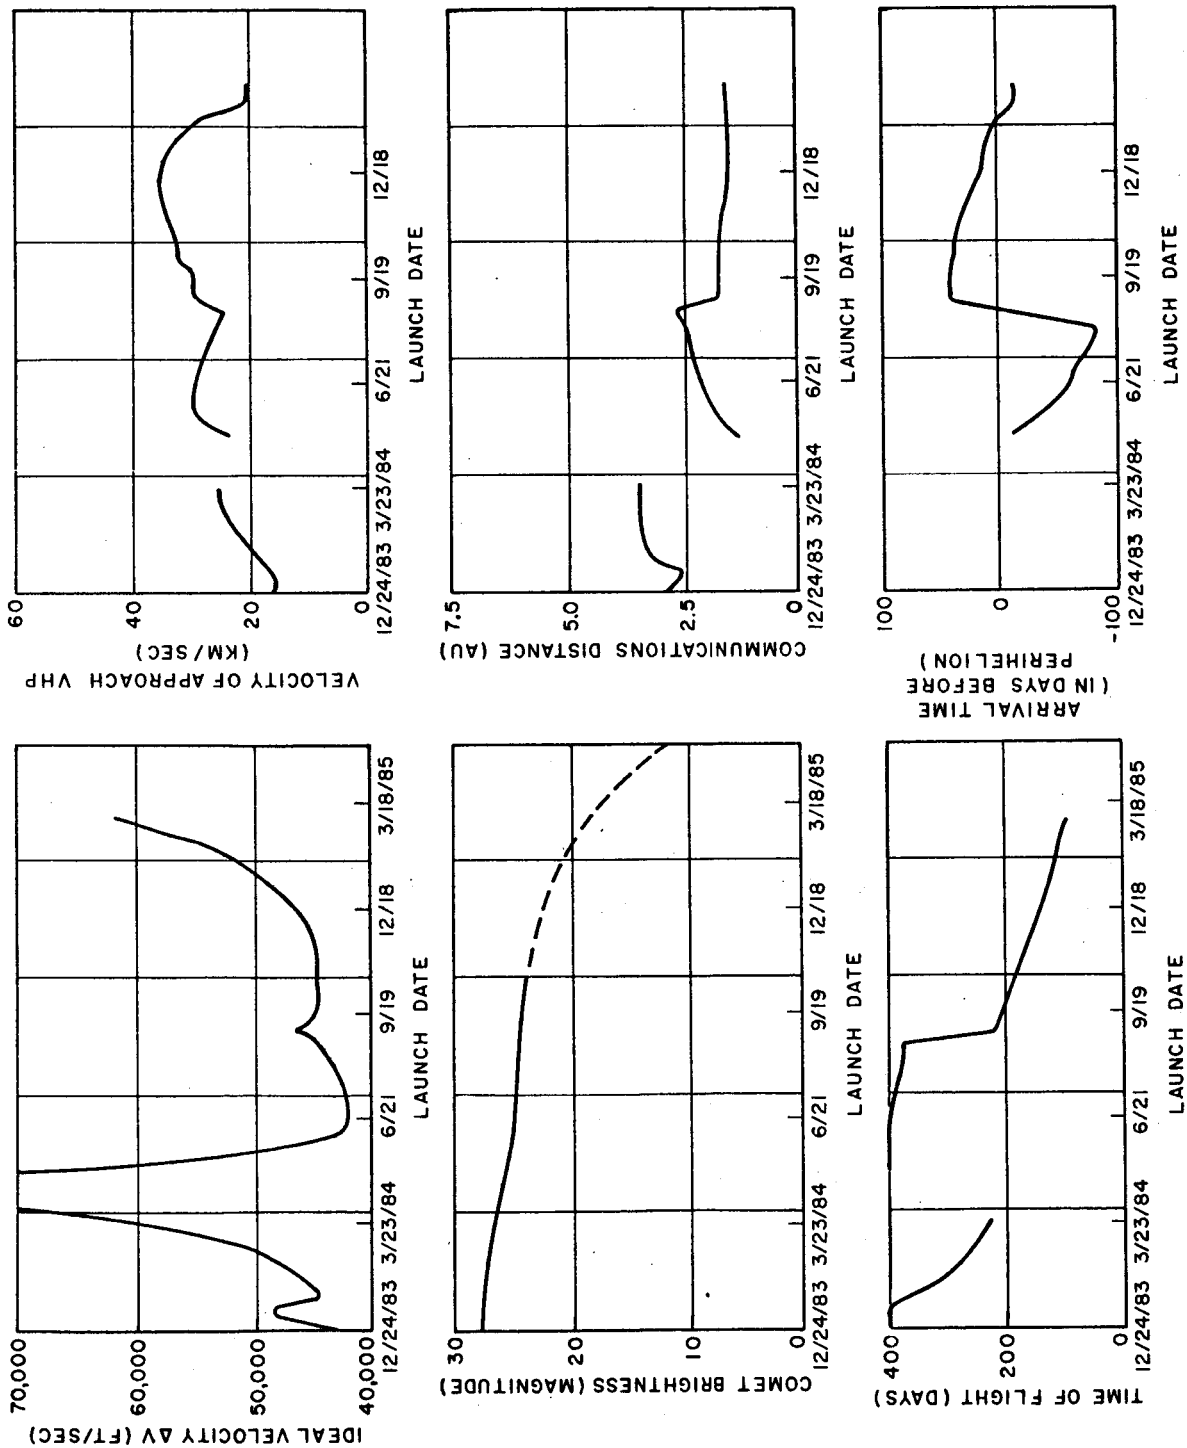 70,000
60,000
50,000
40,000
IDEAL VELOCITY ΔV (FT/SEC)
12/24/83 3/23/84 6/21 9/19 12/18 3/18/85
LAUNCH DATE
60
40
20
0
VELOCITY OF APPROACH VHP
(KM/SEC)
12/24/83 3/23/84 6/21 9/19 12/18
LAUNCH DATE
30
20
10
0
COMET BRIGHTNESS (MAGNITUDE)
12/24/83 3/23/84 6/21 9/19 12/18 3/18/85
LAUNCH DATE
7.5
5.0
2.5
0
COMMUNICATIONS DISTANCE (AU)
12/24/83 3/23/84 6/21 9/19 12/18
LAUNCH DATE
400
200
0
TIME OF FLIGHT (DAYS)
12/24/83 3/23/84 6/21 9/19 12/18 3/18/85
LAUNCH DATE
100
0
-100
ARRIVAL TIME
(IN DAYS BEFORE
PERIHELION)
12/24/83 3/23/84 6/21 9/19 12/18
LAUNCH DATE